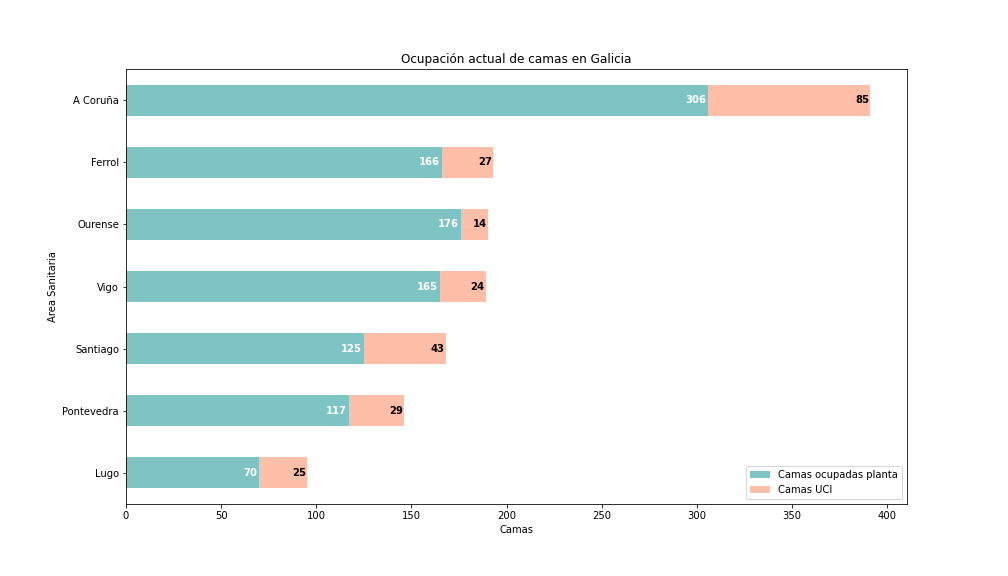 Ocupación actual de camas en Galicia
A Coruña 306 85
Ferrol 166 27
Ourense 176 14
Vigo 165 24
Santiago 125 43
Pontevedra 117 29
Lugo 70 25
Area Sanitaria
Camas ocupadas planta
Camas UCI
0 50 100 150 200 250 300 350 400
Camas